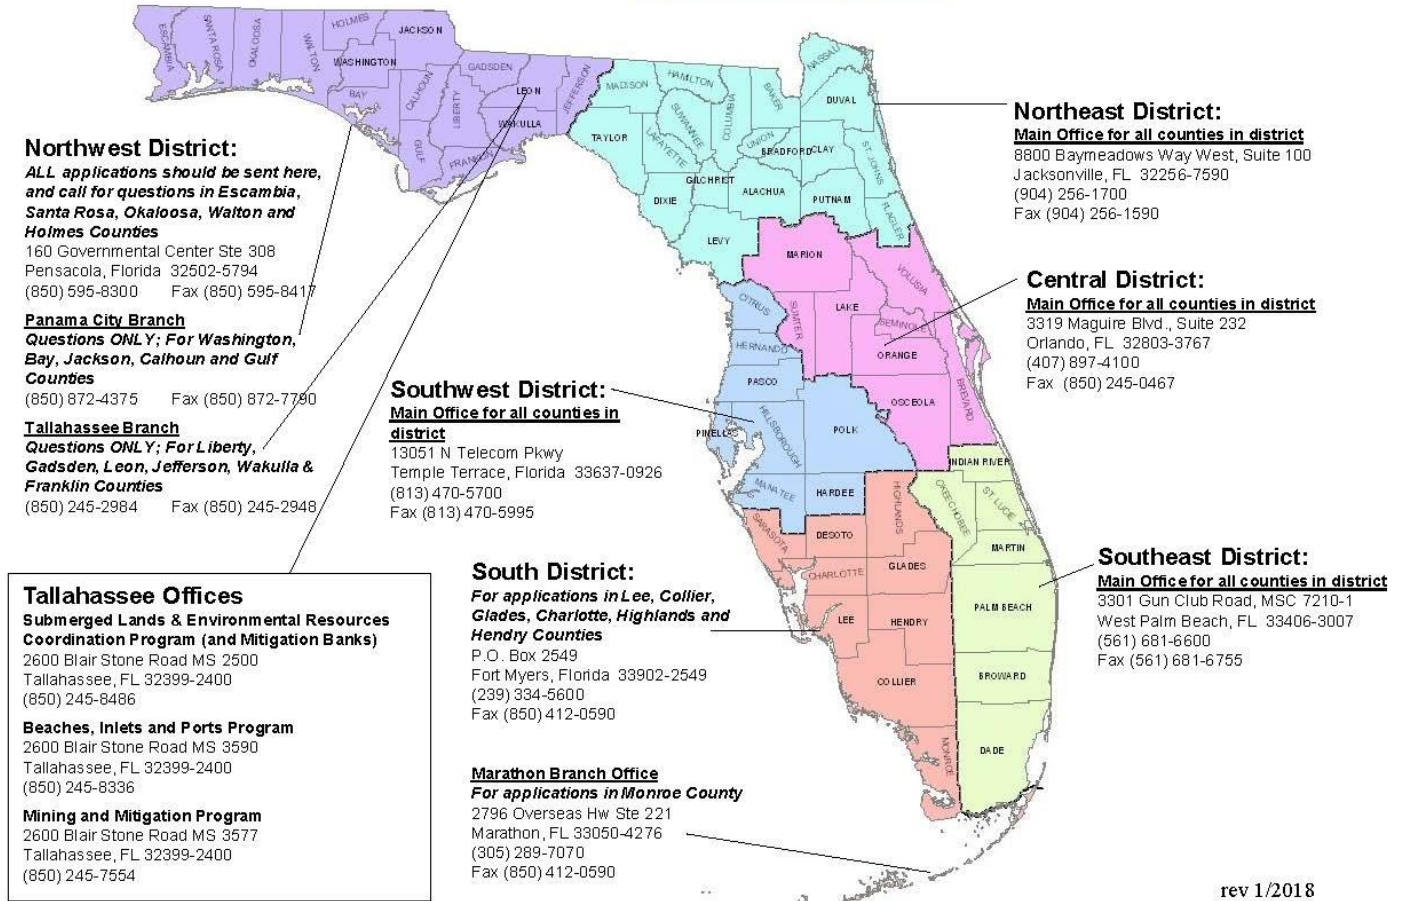 ESCAMBIA
SANTA ROSA
OKALOOSA
WALTON
HOLMES
JACKSON
WASHINGTON
BAY
CALHOUN
GULF
GADSDEN
LIBERTY
LEON
WAKULLA
FRANKLIN
JEFFERSON
MADISON
TAYLOR
HAMILTON
SUWANNEE
LAFAYETTE
COLUMBIA
BAKER
NASSAU
DUVAL
UNION
BRADFORD
CLAY
ST JOHNS
GILCHRIST
ALACHUA
PUTNAM
FLAGLER
DIXIE
LEVY
MARION
VOLUSIA
CITRUS
SUMTER
LAKE
SEMINOLE
ORANGE
HERNANDO
PASCO
BREVARD
OSCEOLA
PINELLAS
HILLSBOROUGH
POLK
INDIAN RIVER
MANATEE
HARDEE
HIGHLANDS
OKEECHOBEE
ST. LUCIE
SARASOTA
DESOTO
MARTIN
CHARLOTTE
GLADES
LEE
HENDRY
PALM BEACH
COLLIER
BROWARD
MONROE
DADE
Northwest District:
ALL applications should be sent here,
and call for questions in Escambia,
Santa Rosa, Okaloosa, Walton and
Holmes Counties
160 Governmental Center Ste 308
Pensacola, Florida 32502-5794
(850) 595-8300 Fax (850) 595-8417
Panama City Branch
Questions ONLY; For Washington,
Bay, Jackson, Calhoun and Gulf
Counties
(850) 872-4375 Fax (850) 872-7790
Tallahassee Branch
Questions ONLY; For Liberty,
Gadsden, Leon, Jefferson, Wakulla &
Franklin Counties
(850) 245-2984 Fax (850) 245-2948
Tallahassee Offices
Submerged Lands & Environmental Resources
Coordination Program (and Mitigation Banks)
2600 Blair Stone Road MS 2500
Tallahassee, FL 32399-2400
(850) 245-8486
Beaches, Inlets and Ports Program
2600 Blair Stone Road MS 3590
Tallahassee, FL 32399-2400
(850) 245-8336
Mining and Mitigation Program
2600 Blair Stone Road MS 3577
Tallahassee, FL 32399-2400
(850) 245-7554
Southwest District:
Main Office for all counties in
district
13051 N Telecom Pkwy
Temple Terrace, Florida 33637-0926
(813) 470-5700
Fax (813) 470-5995
South District:
For applications in Lee, Collier,
Glades, Charlotte, Highlands and
Hendry Counties
P.O. Box 2549
Fort Myers, Florida 33902-2549
(239) 334-5600
Fax (850) 412-0590
Marathon Branch Office
For applications in Monroe County
2796 Overseas Hw Ste 221
Marathon, FL 33050-4276
(305) 289-7070
Fax (850) 412-0590
Northeast District:
Main Office for all counties in district
8800 Baymeadows Way West, Suite 100
Jacksonville, FL 32256-7590
(904) 256-1700
Fax (904) 256-1590
Central District:
Main Office for all counties in district
3319 Maguire Blvd., Suite 232
Orlando, FL 32803-3767
(407) 897-4100
Fax (850) 245-0467
Southeast District:
Main Office for all counties in district
3301 Gun Club Road, MSC 7210-1
West Palm Beach, FL 33406-3007
(561) 681-6600
Fax (561) 681-6755
rev 1/2018